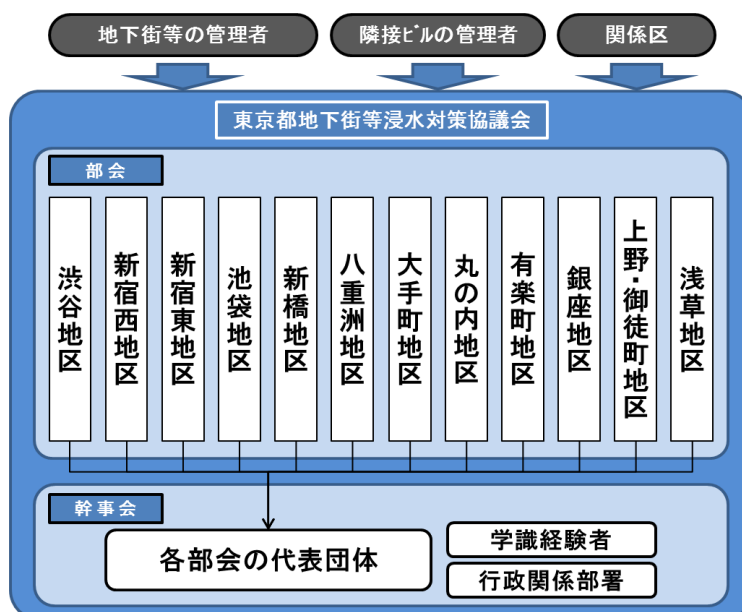 地下街等の管理者
隣接ﾋﾞﾙの管理者
関係区
東京都地下街等浸水対策協議会
部会
渋谷地区
新宿西地区
新宿東地区
池袋地区
新橋地区
八重洲地区
大手町地区
丸の内地区
有楽町地区
銀座地区
上野・御徒町地区
浅草地区
幹事会
各部会の代表団体
学識経験者
行政関係部署